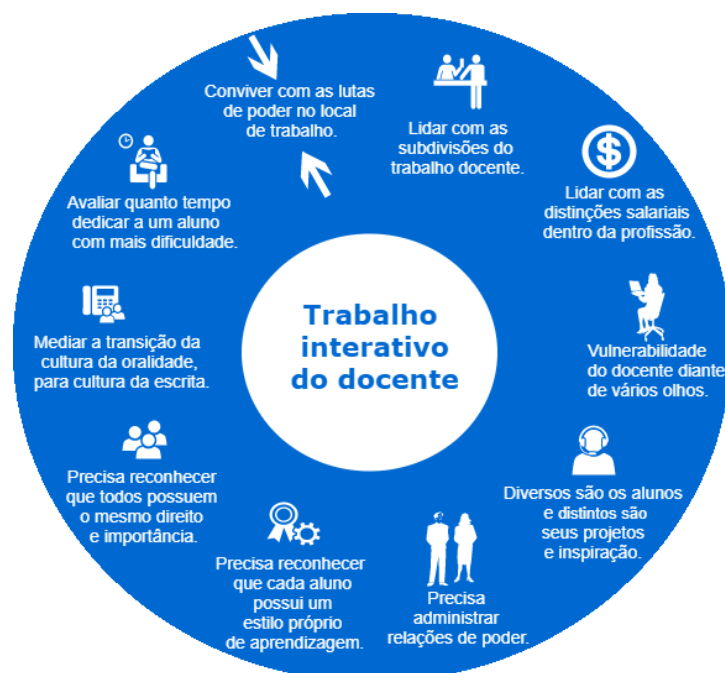 Trabalho
interativo
do docente
Conviver com as lutas
de poder no local
de trabalho.
Lidar com as
subdivisões do
trabalho docente.
$
Lidar com as
distinções salariais
dentro da profissão.
Vulnerabilidade
do docente diante
de vários olhos.
Diversos são os alunos
e distintos são
seus projetos
e inspiração.
Precisa
administrar
relações de poder.
Precisa reconhecer
que cada aluno
possui um
estilo próprio
de aprendizagem.
Precisa reconhecer
que todos possuem
o mesmo direito
e importância.
Mediar a transição da
cultura da oralidade,
para cultura da escrita.
Avaliar quanto tempo
dedicar a um aluno
com mais dificuldade.